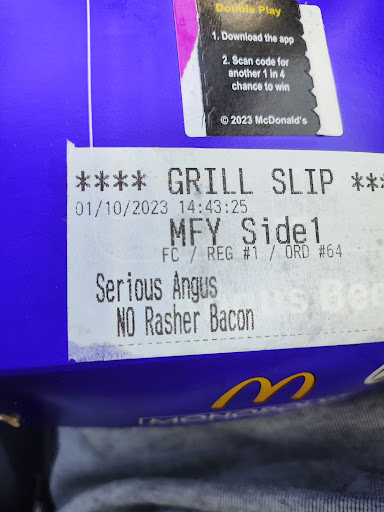 Double Play
1. Download the app
2. Scan code for
another 1 in 4
chance to win
© 2023 McDonald's
**** GRILL SLIP ***
01/10/2023 14:43:25
MFY Side1
FC / REG #1 / ORD #64
Serious Angus
NO Rasher Bacon